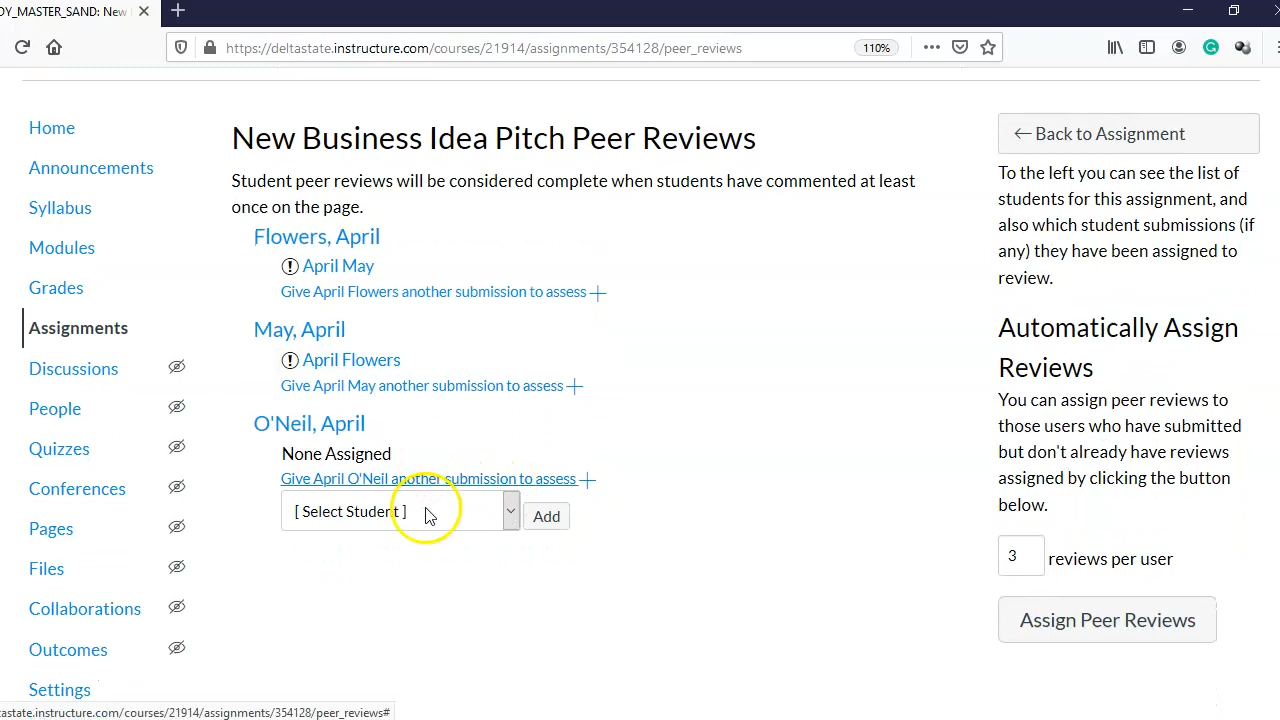 OY_MASTER_SAND: New
https://deltastate.instructure.com/courses/21914/assignments/354128/peer_reviews
110%
Home
Announcements
Syllabus
Modules
Grades
Assignments
Discussions
People
Quizzes
Conferences
Pages
Files
Collaborations
Outcomes
Settings
New Business Idea Pitch Peer Reviews
Student peer reviews will be considered complete when students have commented at least
once on the page.
Flowers, April
April May
Give April Flowers another submission to assess
May, April
April Flowers
Give April May another submission to assess
O'Neil, April
None Assigned
Give April O'Neil another submission to assess
[ Select Student ]
Add
Back to Assignment
To the left you can see the list of
students for this assignment, and
also which student submissions (if
any) they have been assigned to
review.
Automatically Assign
Reviews
You can assign peer reviews to
those users who have submitted
but don't already have reviews
assigned by clicking the button
below.
3 reviews per user
Assign Peer Reviews
tastate.instructure.com/courses/21914/assignments/354128/peer_reviews#